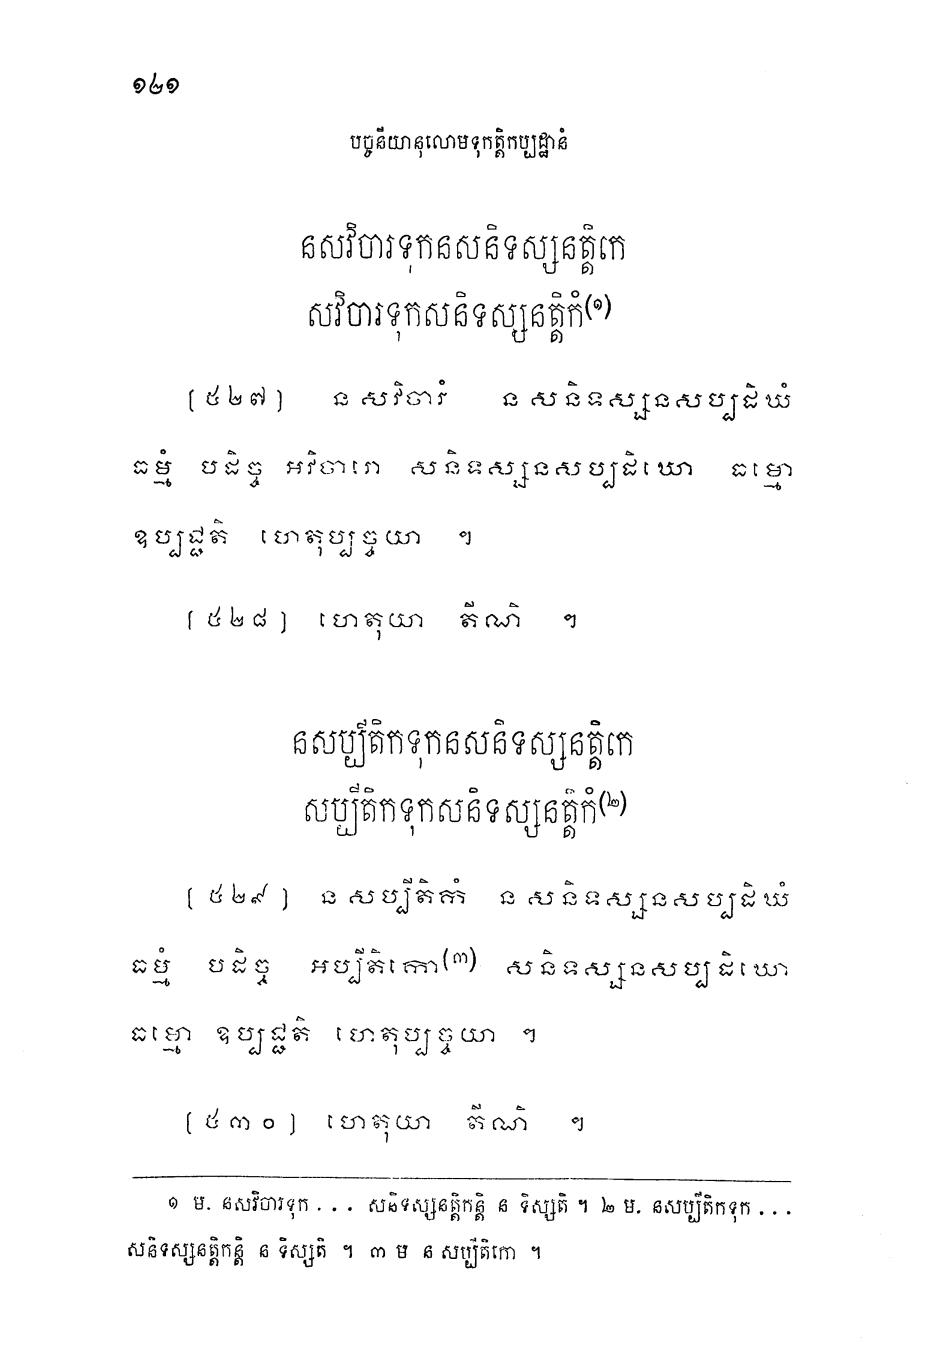 ១៤១
បច្ចនីយានុលោមទុកត្តិកប្បដ្ឋានំ
នសវិចារទុកនសនិទស្សនត្តិកេ
សវិចារទុកសនិទស្សនត្តិកំ(១)
[៥២៧] ន សវិចារំ ន សនិទស្សនសប្បដិឃំ
ធម្មំ បដិច្ច អវិចារោ សនិទស្សនសប្បដិឃោ ធម្មោ
ឧប្បជ្ជតិ ហេតុប្បច្ចយា ។
[៥២៨] ហេតុយា តីណិ ។
នសប្បីតិកទុកនសនិទស្សនត្តិកេ
សប្បីតិកទុកសនិទស្សនត្តិកំ(២)
[៥២៩] ន សប្បីតិកំ ន សនិទស្សនសប្បដិឃំ
ធម្មំ បដិច្ច អប្បីតិកោ(៣) សនិទស្សនសប្បដិឃោ
ធម្មោ ឧប្បជ្ជតិ ហេតុប្បច្ចយា ។
[៥៣០] ហេតុយា តីណិ ។
១ ម. នសវិចារទុក ... សនិទស្សនត្តិកន្តិ ន ទិស្សតិ ។ ២ ម. នសប្បីតិកទុក ...
សនិទស្សនត្តិកន្តិ ន ទិស្សតិ ។ ៣ ម ន សប្បីតិកោ ។